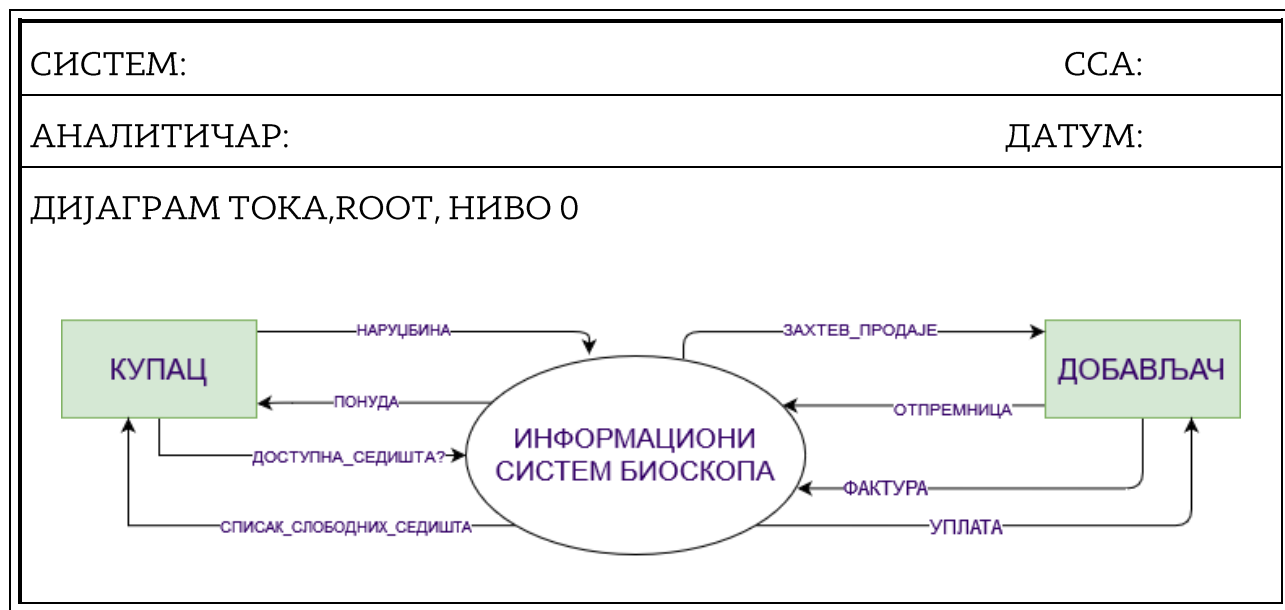 СИСТЕМ: ССА:
АНАЛИТИЧАР: ДАТУМ:
ДИЈАГРАМ ТОКА,ROOT, НИВО 0
НАРУЏБИНА
ЗАХТЕВ_ПРОДАЈЕ
КУПАЦ
ДОБАВЉАЧ
ПОНУДА
ОТПРЕМНИЦА
ИНФОРМАЦИОНИ
СИСТЕМ БИОСКОПА
ДОСТУПНА_СЕДИШТА?
ФАКТУРА
СПИСАК_СЛОБОДНИХ_СЕДИШТА
УПЛАТА